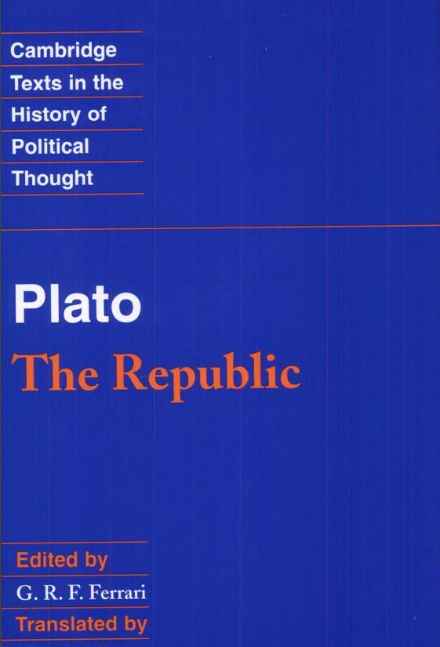 Cambridge
Texts in the
History of
Political
Thought
Plato
The Republic
Edited by
G. R. F. Ferrari
Translated by